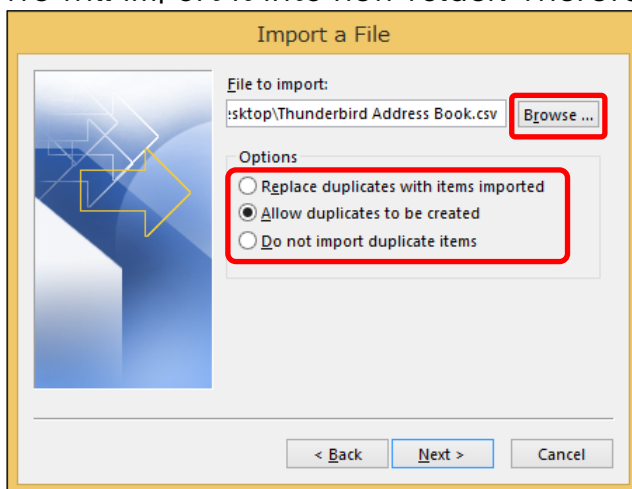 Import a File
File to import:
sktop\Thunderbird Address Book.csv
Browse ...
Options
Replace duplicates with items imported
Allow duplicates to be created
Do not import duplicate items
< Back
Next >
Cancel